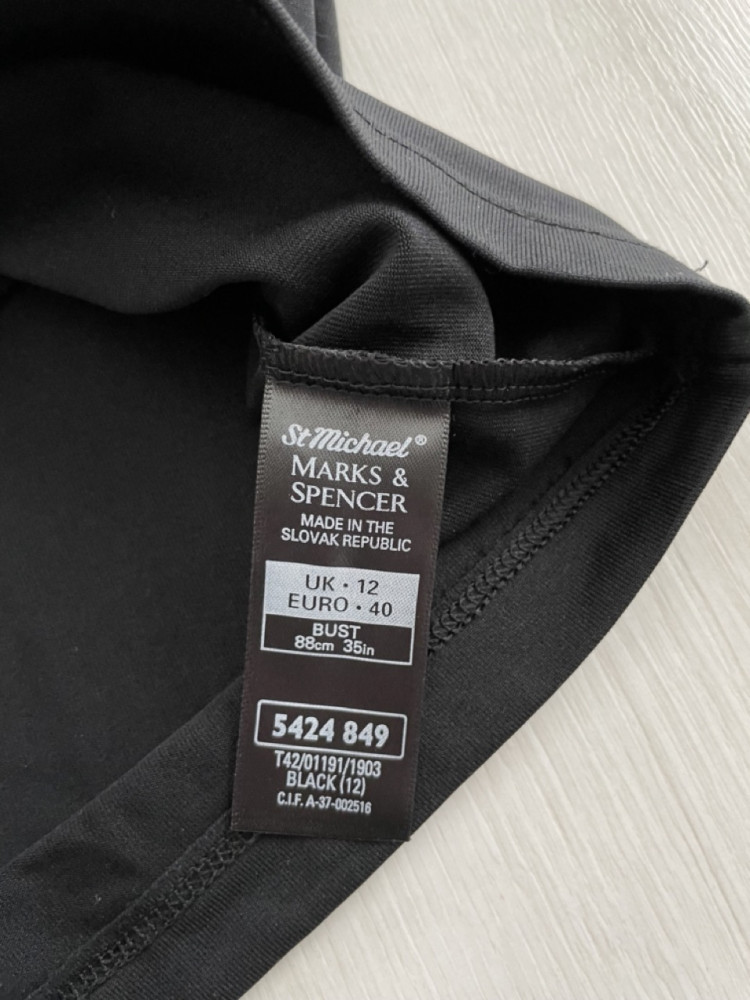 St Michael®
MARKS &
SPENCER
MADE IN THE
SLOVAK REPUBLIC
UK · 12
EURO · 40
BUST
88cm 35in
5424 849
T42/01191/1903
BLACK (12)
C.I.F. A-37-002516